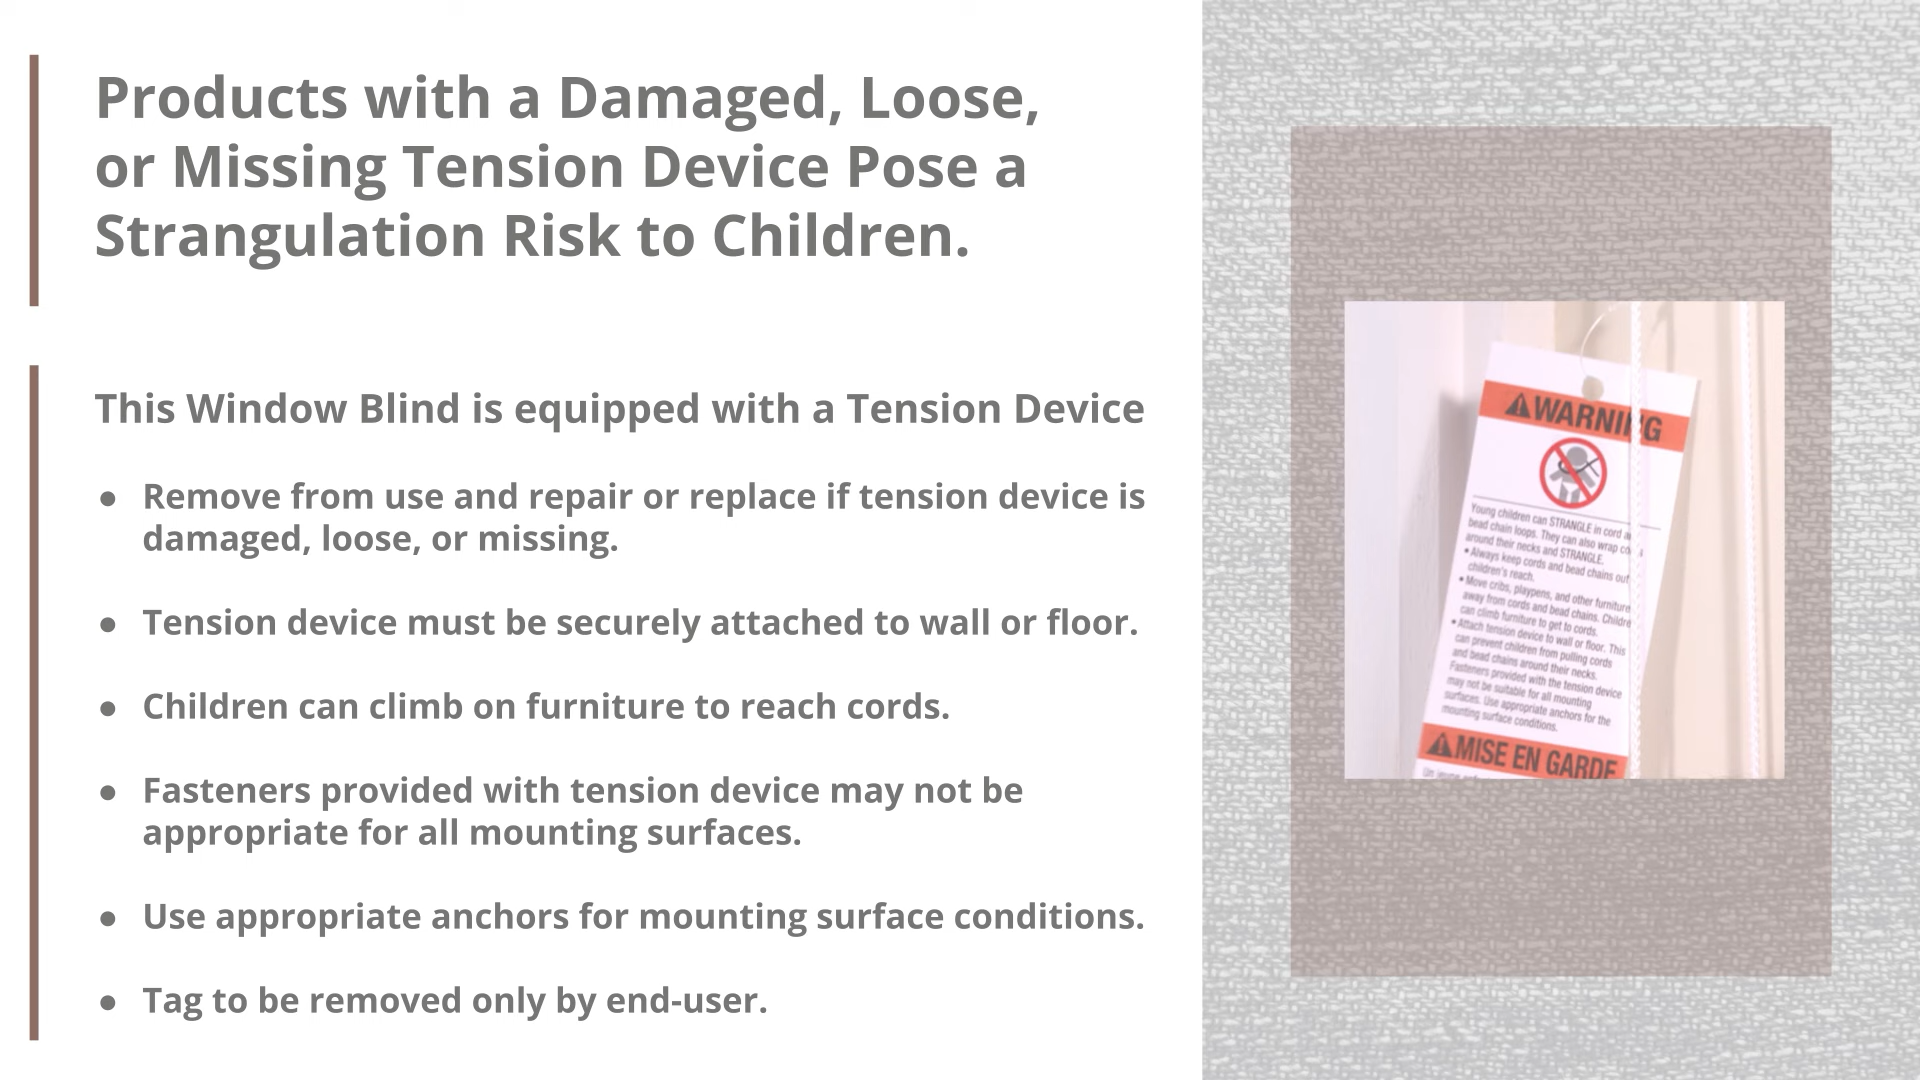 Products with a Damaged, Loose,
or Missing Tension Device Pose a
Strangulation Risk to Children.
This Window Blind is equipped with a Tension Device
● Remove from use and repair or replace if tension device is
damaged, loose, or missing.
● Tension device must be securely attached to wall or floor.
● Children can climb on furniture to reach cords.
● Fasteners provided with tension device may not be
appropriate for all mounting surfaces.
● Use appropriate anchors for mounting surface conditions.
● Tag to be removed only by end-user.
WARNING
Young children can STRANGLE in cord
bead chain loops. They can also wrap
around their necks and STRANGLE.
• Always keep cords and bead chains out
children's reach.
• Move cribs, playpens, and other furniture
away from cords and bead chains.
can climb furniture to get to cords.
• Attach tension device to wall or floor. This
can prevent children from pulling cords
and bead chains around their necks.
Fasteners provided with the tension device
may not be suitable for all mounting
surfaces. Use appropriate anchors for the
mounting surface conditions.
MISE EN GARDE